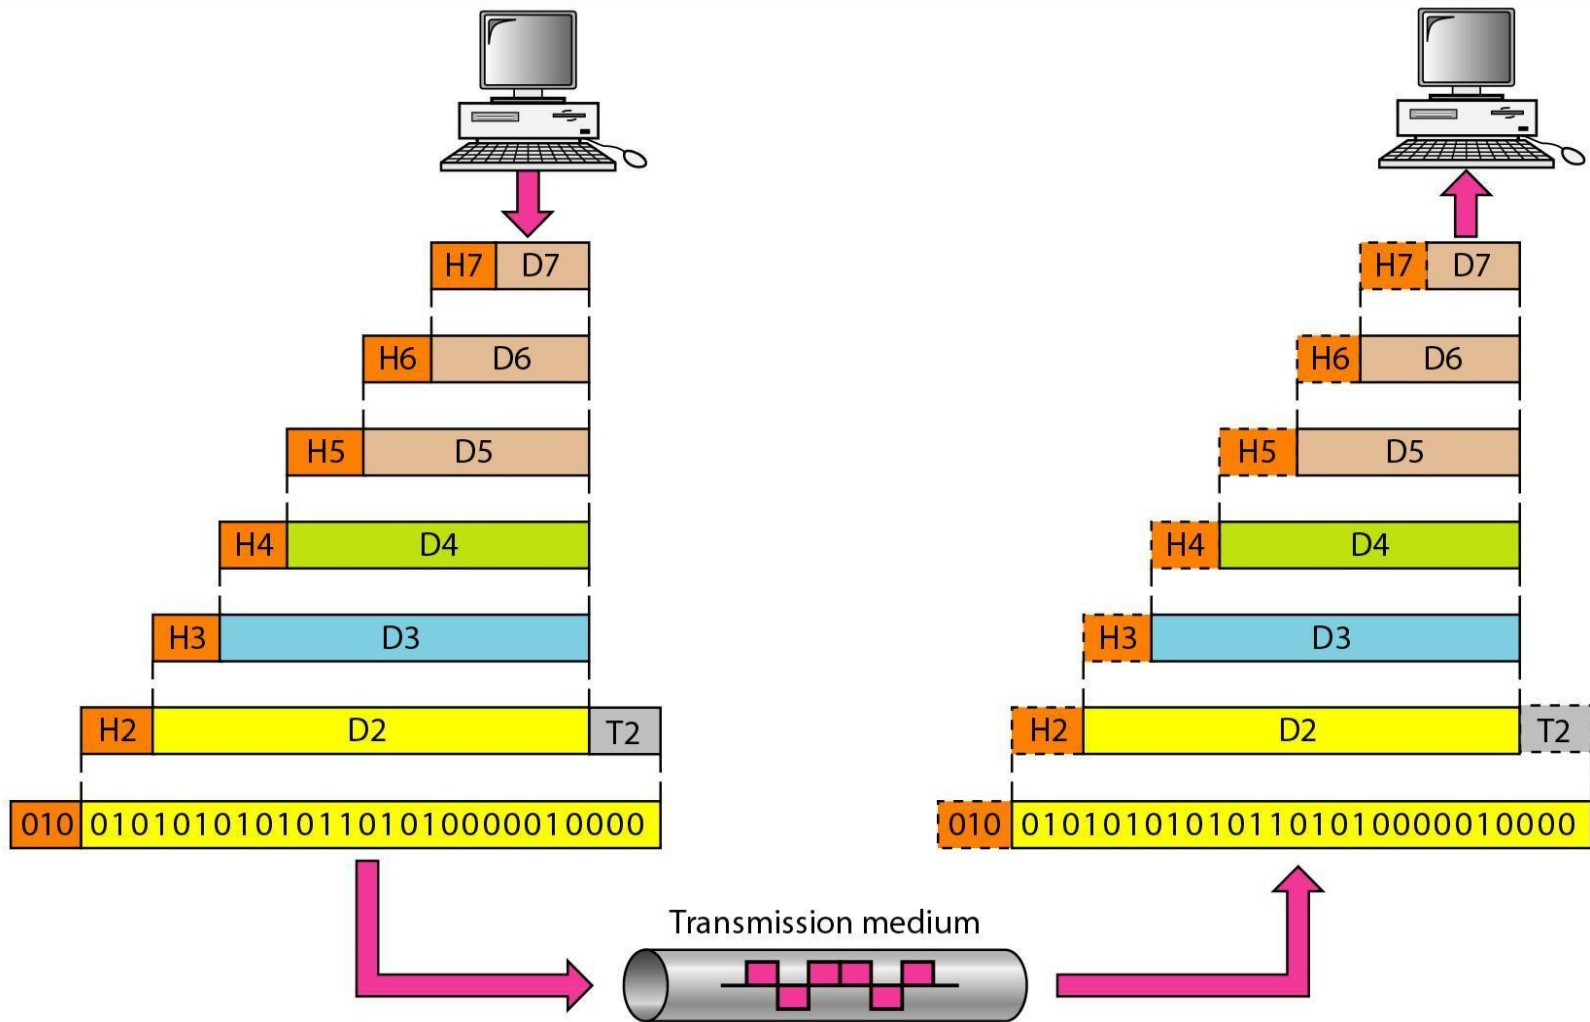 H7 D7
H7 D7
H6 D6
H6 D6
H5 D5
H5 D5
H4 D4
H4 D4
H3 D3
H3 D3
H2 D2 T2
H2 D2 T2
010 010101010101101010000010000
010 010101010101101010000010000
Transmission medium